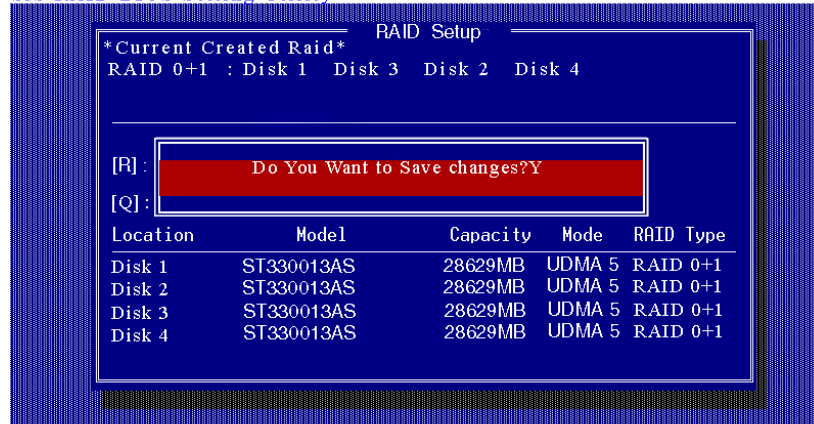 RAID Setup
*Current Created Raid*
RAID 0+1 : Disk 1 Disk 3 Disk 2 Disk 4
[R] :
Do You Want to Save changes?Y
[Q] :
Location Model Capacity Mode RAID Type
Disk 1 ST330013AS 28629MB UDMA 5 RAID 0+1
Disk 2 ST330013AS 28629MB UDMA 5 RAID 0+1
Disk 3 ST330013AS 28629MB UDMA 5 RAID 0+1
Disk 4 ST330013AS 28629MB UDMA 5 RAID 0+1